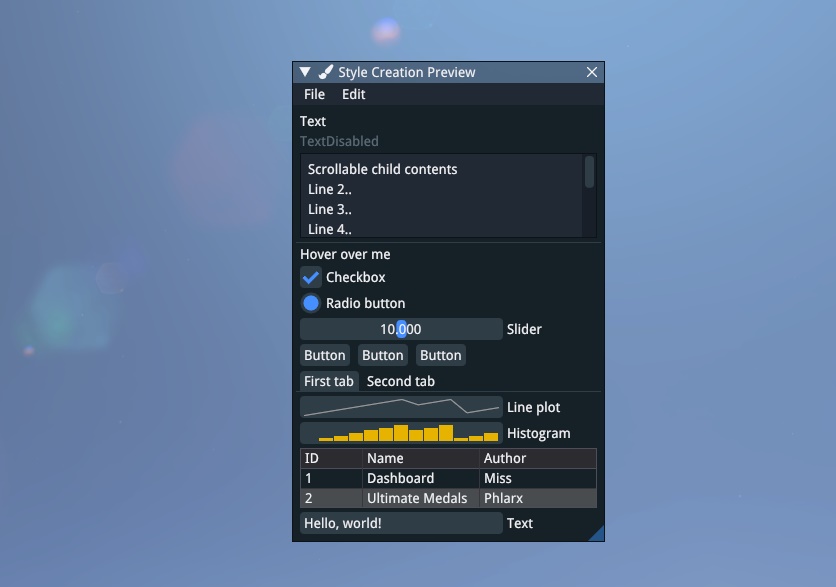 Style Creation Preview
File Edit
Text
TextDisabled
Scrollable child contents
Line 2..
Line 3..
Line 4..
Hover over me
Checkbox
Radio button
10.000 Slider
Button Button Button
First tab Second tab
Line plot
Histogram
ID Name Author
1 Dashboard Miss
2 Ultimate Medals Phlarx
Hello, world! Text